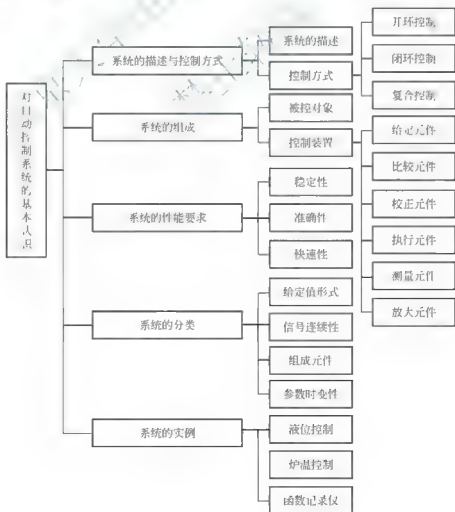 对自动控制系统的基本认识
系统的描述与控制方式
系统的描述
控制方式
开环控制
闭环控制
复合控制
系统的组成
被控对象
控制装置
给定元件
比较元件
校正元件
执行元件
测量元件
放大元件
系统的性能要求
稳定性
准确性
快速性
系统的分类
给定值形式
信号连续性
组成元件
参数时变性
系统的实例
液位控制
炉温控制
函数记录仪